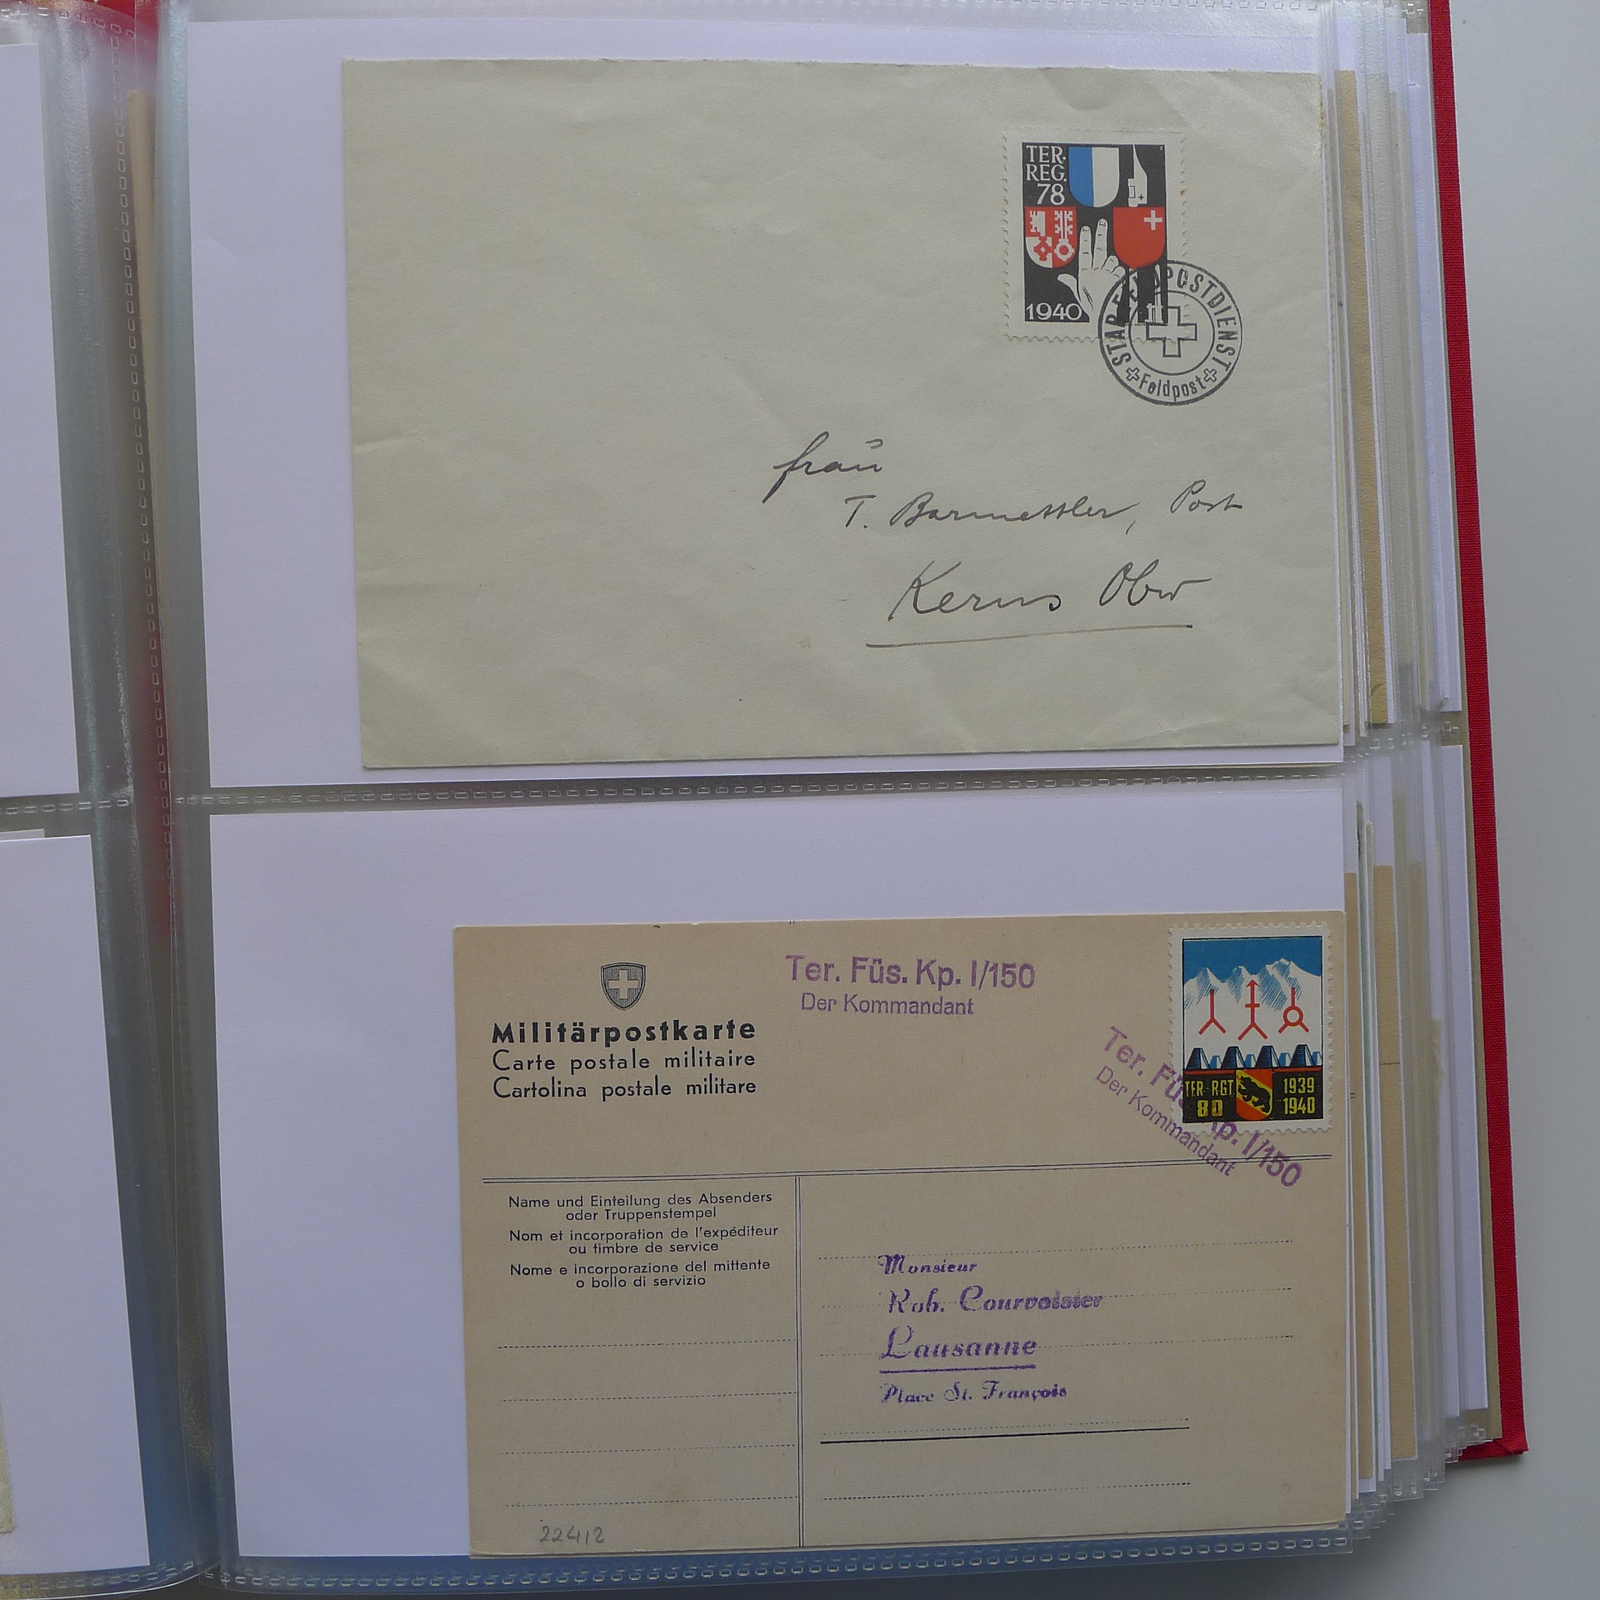 TER.
REG.
78
1940
STAB FELDPOSTDIENST
Feldpost
Frau
T. Barmettler, Post
Kerns Obw
Militärpostkarte
Carte postale militaire
Cartolina postale militare
Ter. Füs. Kp. I/150
Der Kommandant
TER-RGT
80
1939
1940
Ter. Füs. Kp. I/150
Der Kommandant
Name und Einteilung des Absenders
oder Truppenstempel
Nom et incorporation de l'expéditeur
ou timbre de service
Nome e incorporazione del mittente
o bollo di servizio
Monsieur
Rob. Courvoisier
Lausanne
Place St. François
22412